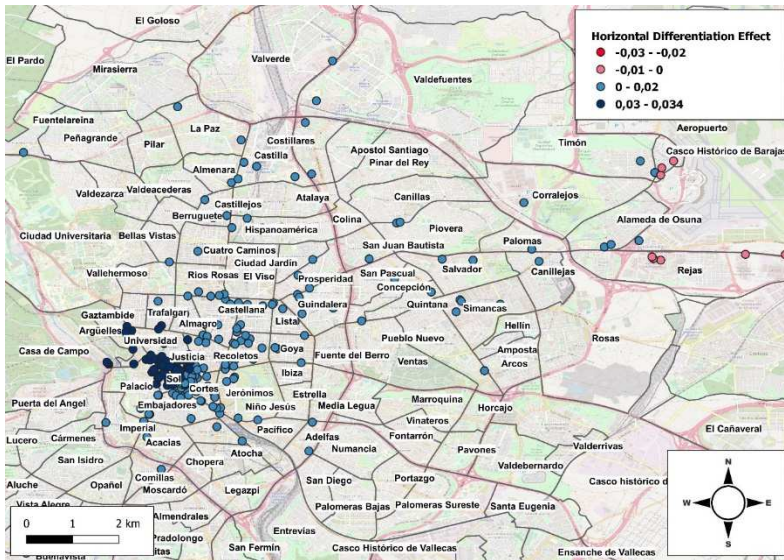 El Goloso
Horizontal Differentiation Effect
-0,03 - -0,02
-0,01 - 0
0 - 0,02
0,03 - 0,034
El Pardo
Mirasierra
Valverde
Valdefuentes
Fuentelareina
Peñagrande
Pilar
La Paz
Costillares
Apostol Santiago
Pinar del Rey
Timón
Aeropuerto
Casco Histórico de Barajas
Castilla
Almenara
Valdezarza
Valdeacederas
Castillejos
Atalaya
Canillas
Corralejos
Berruguete
Hispanoamérica
Colina
Piovera
Alameda de Osuna
Ciudad Universitaria
Bellas Vistas
Cuatro Caminos
Ciudad Jardín
San Juan Bautista
Palomas
Vallehermoso
Rios Rosas
El Viso
Prosperidad
San Pascual
Concepción
Salvador
Canillejas
Rejas
Gaztambide
Trafalgar
Castellana
Guindalera
Quintana
Simancas
Argüelles
Almagro
Lista
Universidad
Hellín
Rosas
Casa de Campo
Justicia
Recoletos
Goya
Fuente del Berro
Pueblo Nuevo
Ventas
Amposta
Arcos
Palacio
Sol
Cortes
Ibiza
Jerónimos
Puerta del Angel
Embajadores
Niño Jesús
Estrella
Media Legua
Marroquina
Horcajo
Lucero
Cármenes
Imperial
Acacias
Pacífico
Adelfas
Vinateros
El Cañaveral
San Isidro
Atocha
Numancia
Fontarrón
Pavones
Valderrivas
Chopera
Valdebernardo
Aluche
Opañel
Comillas
Moscardó
Legazpi
San Diego
Portazgo
Casco histórico d
Vista Alegre
Palomeras Bajas
Palomeras Sureste
Santa Eugenia
Almendrales
Entrevías
Pradolongo
San Fermín
Casco Histórico de Vallecas
Ensanche de Vallecas
Buenavista
itas
0 1 2 km
N
W E
S